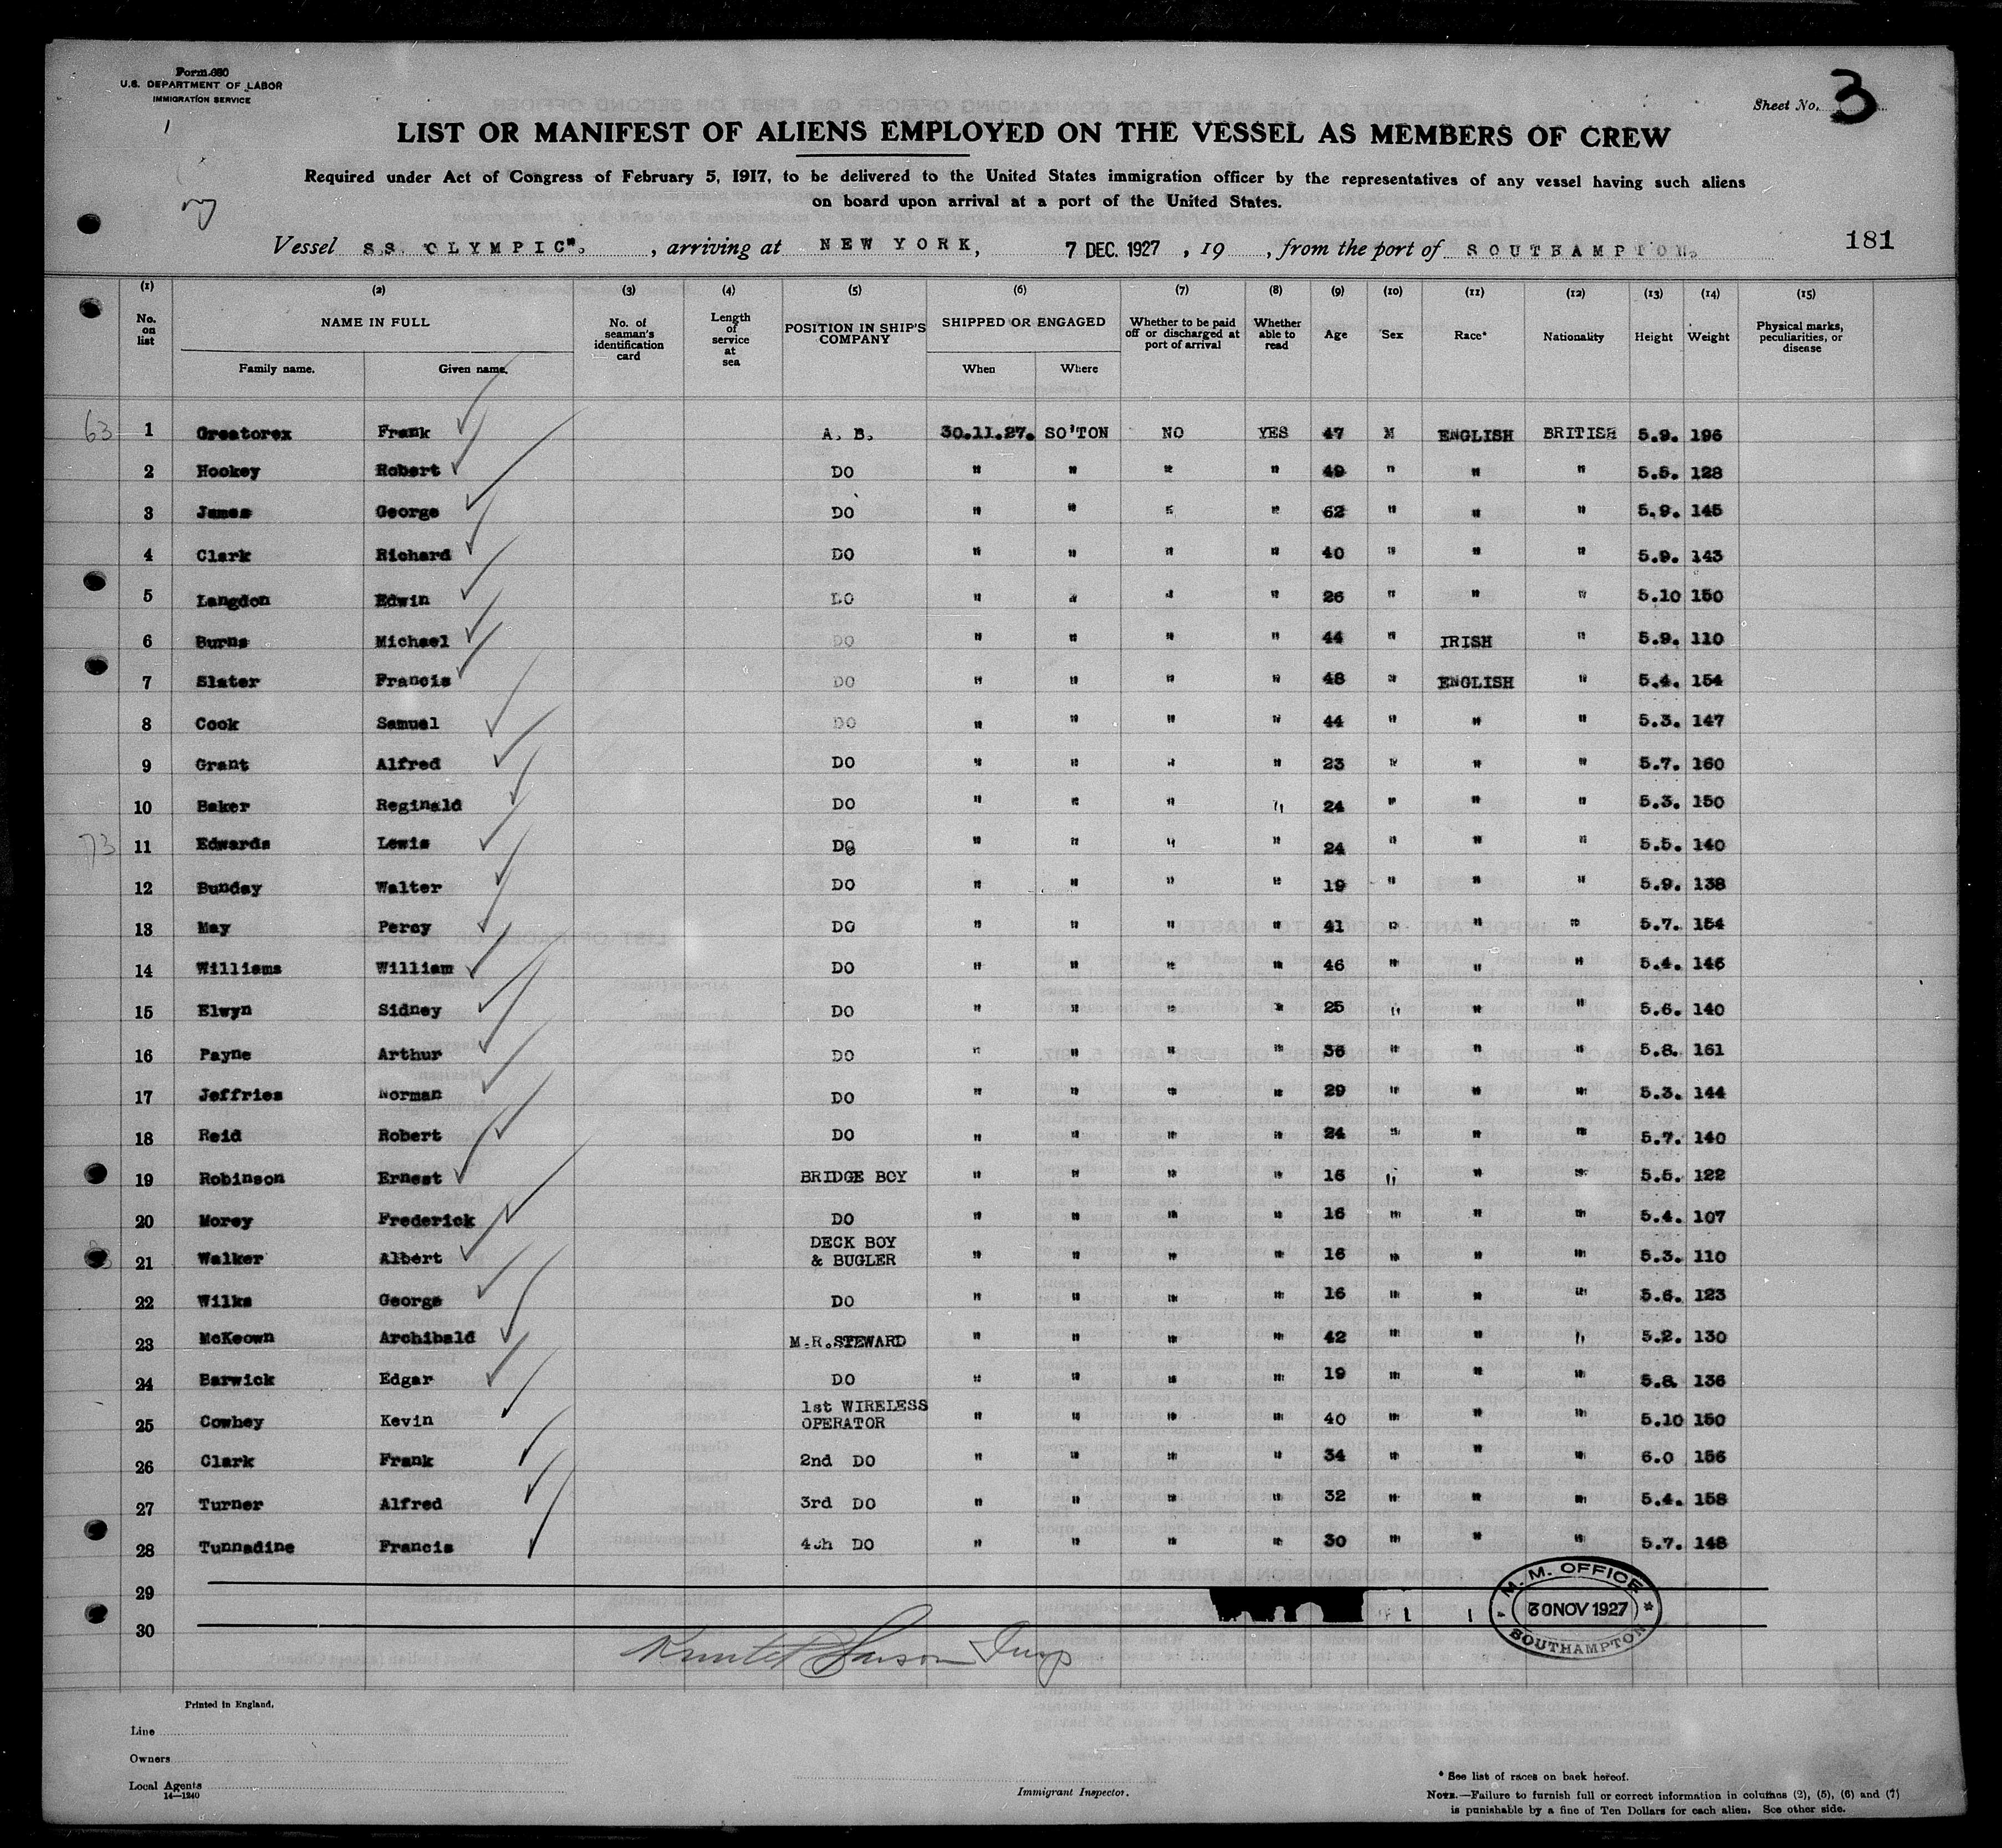 Form 680
U.S. DEPARTMENT OF LABOR
IMMIGRATION SERVICE
Sheet No. 3
LIST OR MANIFEST OF ALIENS EMPLOYED ON THE VESSEL AS MEMBERS OF CREW
Required under Act of Congress of February 5, 1917, to be delivered to the United States immigration officer by the representatives of any vessel having such aliens
on board upon arrival at a port of the United States.
Vessel SS. OLYMPIC". , arriving at NEW YORK, 7 DEC. 1927 , 19 , from the port of SOUTHAMPTON.
181
(1) (2) (3) (4) (5) (6) (7) (8) (9) (10) (11) (12) (13) (14) (15)
No. on list NAME IN FULL No. of seaman's identification card Length of service at sea POSITION IN SHIP'S COMPANY SHIPPED OR ENGAGED Whether to be paid off or discharged at port of arrival Whether able to read Age Sex Race* Nationality Height Weight Physical marks, peculiarities, or disease
Family name. Given name. When Where
63 1 Greatorex Frank A. B. 30.11.27. SO'TON NO YES 47 M ENGLISH BRITISH 5.9. 196
2 Hookey Robert DO " " " " 49 " " " 5.5. 128
3 James George DO " " " " 62 " " " 5.9. 145
4 Clark Richard DO " " " " 40 " " " 5.9. 143
5 Langdon Edwin DO " " " " 26 " " " 5.10 150
6 Burns Michael DO " " " " 44 " IRISH " 5.9. 110
7 Slater Francis DO " " " " 48 " ENGLISH " 5.4. 154
8 Cook Samuel DO " " " " 44 " " " 5.3. 147
9 Grant Alfred DO " " " " 23 " " " 5.7. 160
10 Baker Reginald DO " " " " 24 " " " 5.3. 150
73 11 Edwards Lewis DO " " " " 24 " " " 5.5. 140
12 Bunday Walter DO " " " " 19 " " " 5.9. 138
13 May Percy DO " " " " 41 " " " 5.7. 154
14 Williams William DO " " " " 46 " " " 5.4. 146
15 Elwyn Sidney DO " " " " 25 " " " 5.6. 140
16 Payne Arthur DO " " " " 36 " " " 5.8. 161
17 Jeffries Norman DO " " " " 29 " " " 5.3. 144
18 Reid Robert DO " " " " 24 " " " 5.7. 140
19 Robinson Ernest BRIDGE BOY " " " " 16 " " " 5.5. 122
20 Morey Frederick DO " " " " 16 " " " 5.4. 107
21 Walker Albert DECK BOY & BUGLER " " " " 16 " " " 5.3. 110
22 Wilks George DO " " " " 16 " " " 5.6. 123
23 McKeown Archibald M.R.STEWARD " " " " 42 " " " 5.2. 130
24 Barwick Edgar DO " " " " 19 " " " 5.8. 136
25 Cowhey Kevin 1st WIRELESS OPERATOR " " " " 40 " " " 5.10 150
26 Clark Frank 2nd DO " " " " 34 " " " 6.0 156
27 Turner Alfred 3rd DO " " " " 32 " " " 5.4. 158
28 Tunnadine Francis 4th DO " " " " 30 " " " 5.7. 148
29
30
M. M. OFFICE
30 NOV 1927
SOUTHAMPTON
Printed in England.
Line
Owners
Local Agents
14—1240
Immigrant Inspector.
* See list of races on back hereof.
NOTE.—Failure to furnish full or correct information in columns (2), (5), (6) and (7)
is punishable by a fine of Ten Dollars for each alien. See other side.